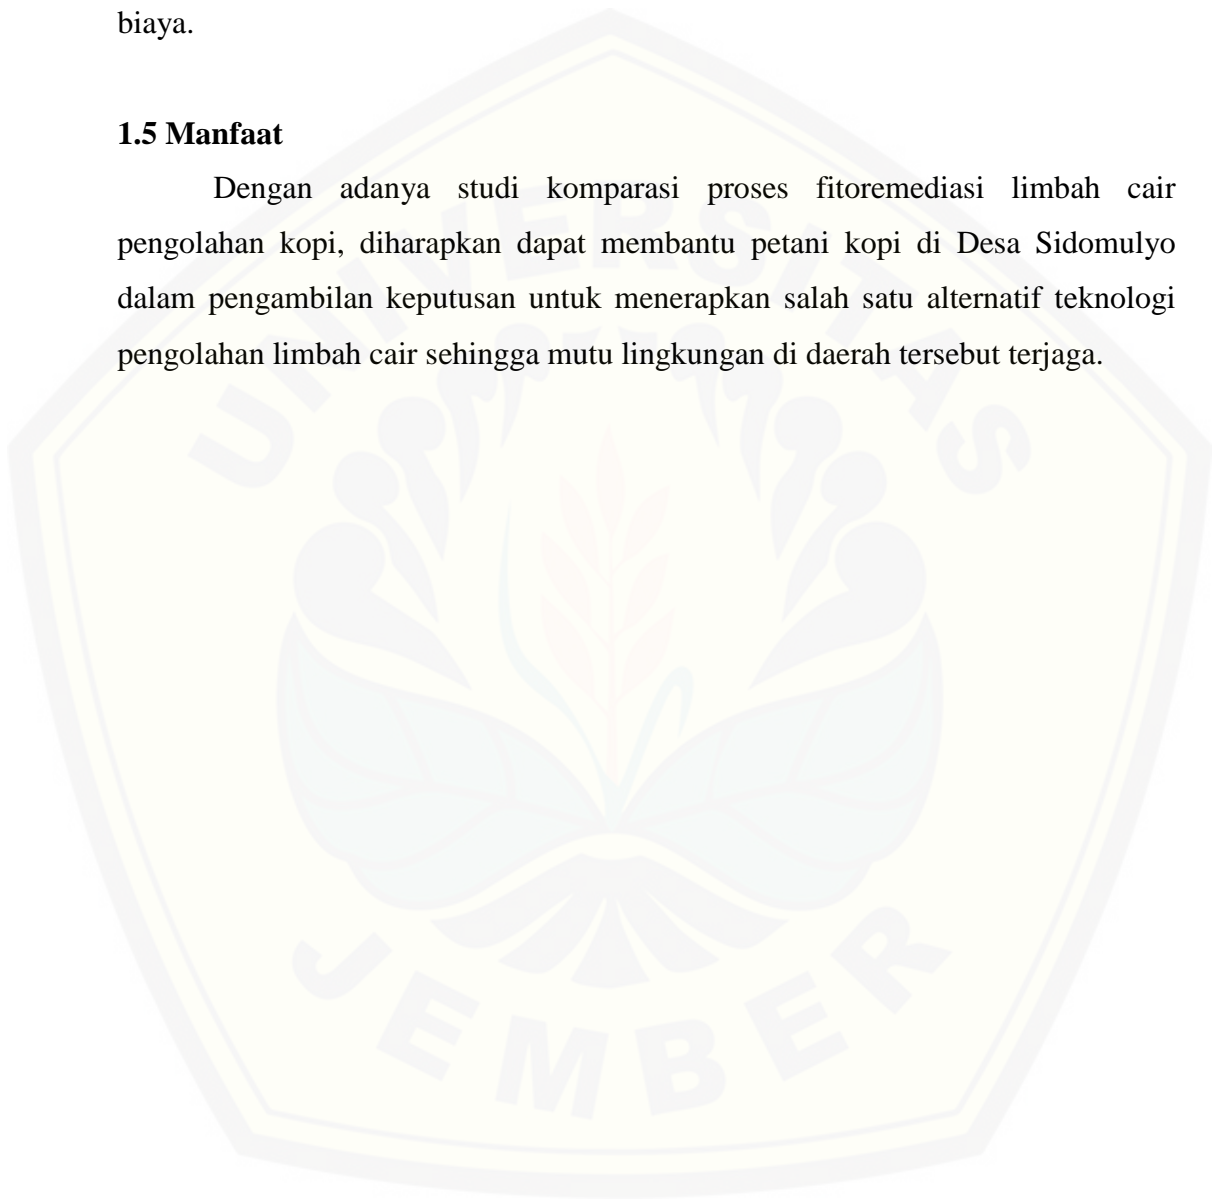 biaya.
1.5 Manfaat
Dengan adanya studi komparasi proses fitoremediasi limbah cair
pengolahan kopi, diharapkan dapat membantu petani kopi di Desa Sidomulyo
dalam pengambilan keputusan untuk menerapkan salah satu alternatif teknologi
pengolahan limbah cair sehingga mutu lingkungan di daerah tersebut terjaga.
UNIVERSITAS
JEMBER